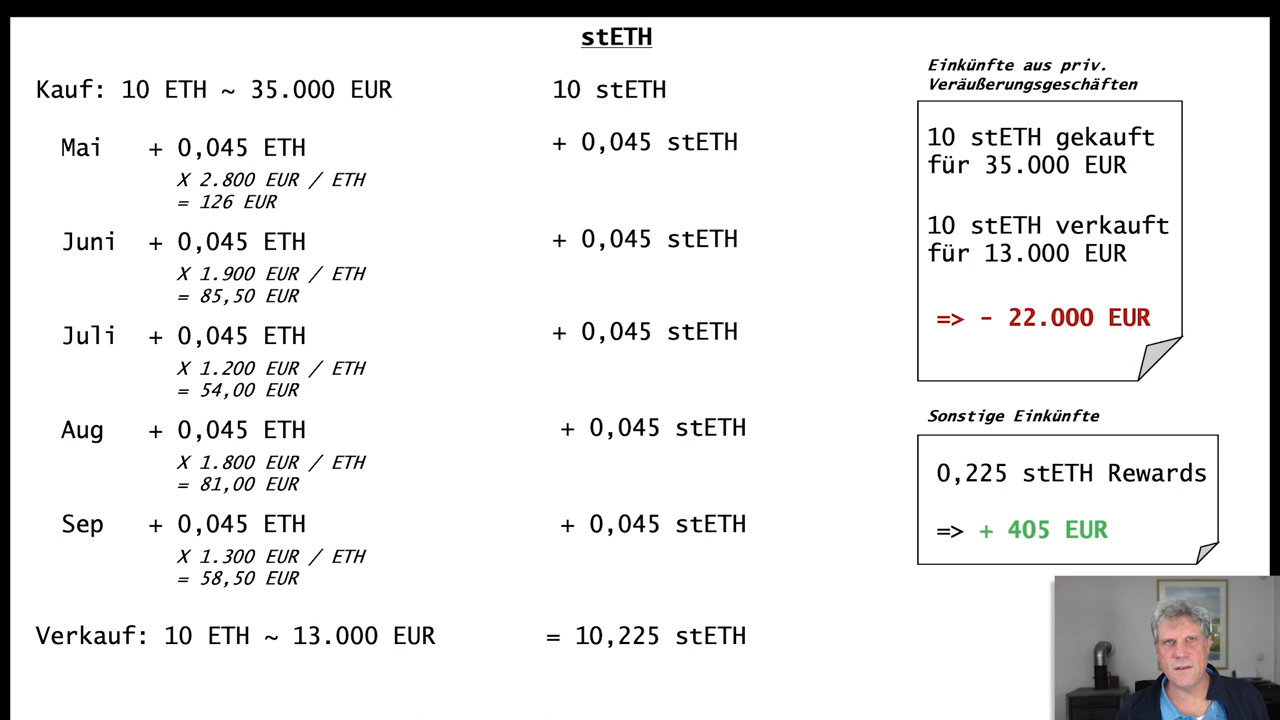 stETH
Kauf: 10 ETH ~ 35.000 EUR
10 stETH
Mai + 0,045 ETH
X 2.800 EUR / ETH
= 126 EUR
+ 0,045 stETH
Juni + 0,045 ETH
X 1.900 EUR / ETH
= 85,50 EUR
+ 0,045 stETH
Juli + 0,045 ETH
X 1.200 EUR / ETH
= 54,00 EUR
+ 0,045 stETH
Aug + 0,045 ETH
X 1.800 EUR / ETH
= 81,00 EUR
+ 0,045 stETH
Sep + 0,045 ETH
X 1.300 EUR / ETH
= 58,50 EUR
+ 0,045 stETH
Verkauf: 10 ETH ~ 13.000 EUR
= 10,225 stETH
Einkünfte aus priv.
Veräußerungsgeschäften
10 stETH gekauft
für 35.000 EUR
10 stETH verkauft
für 13.000 EUR
=> - 22.000 EUR
Sonstige Einkünfte
0,225 stETH Rewards
=> + 405 EUR